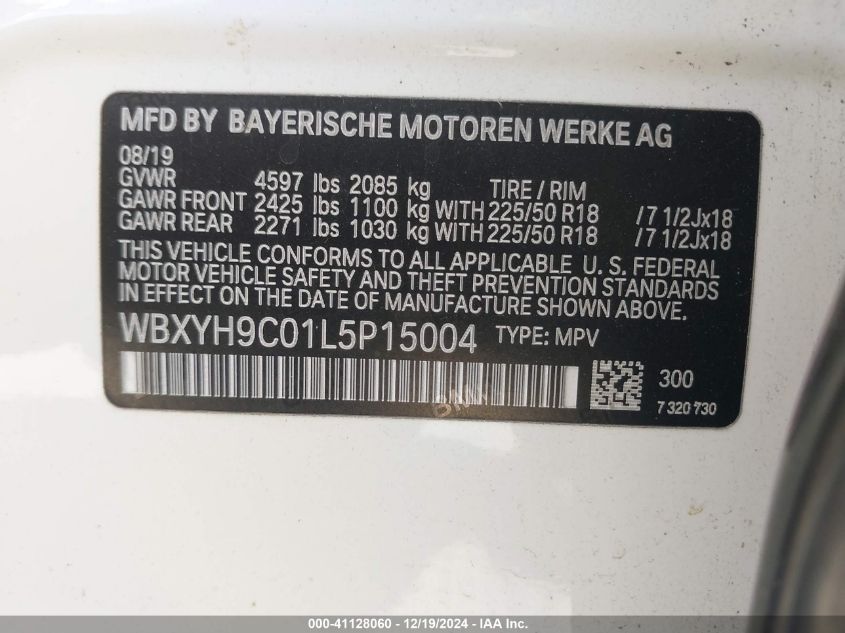 MFD BY BAYERISCHE MOTOREN WERKE AG
08/19
GVWR 4597 lbs 2085 kg TIRE / RIM
GAWR FRONT 2425 lbs 1100 kg WITH 225/50 R18 /7 1/2Jx18
GAWR REAR 2271 lbs 1030 kg WITH 225/50 R18 /7 1/2Jx18
THIS VEHICLE CONFORMS TO ALL APPLICABLE U. S. FEDERAL
MOTOR VEHICLE SAFETY AND THEFT PREVENTION STANDARDS
IN EFFECT ON THE DATE OF MANUFACTURE SHOWN ABOVE.
WBXYH9C01L5P15004 TYPE: MPV
300
BMW
7 320 730
000-41128060 - 12/19/2024 - IAA Inc.